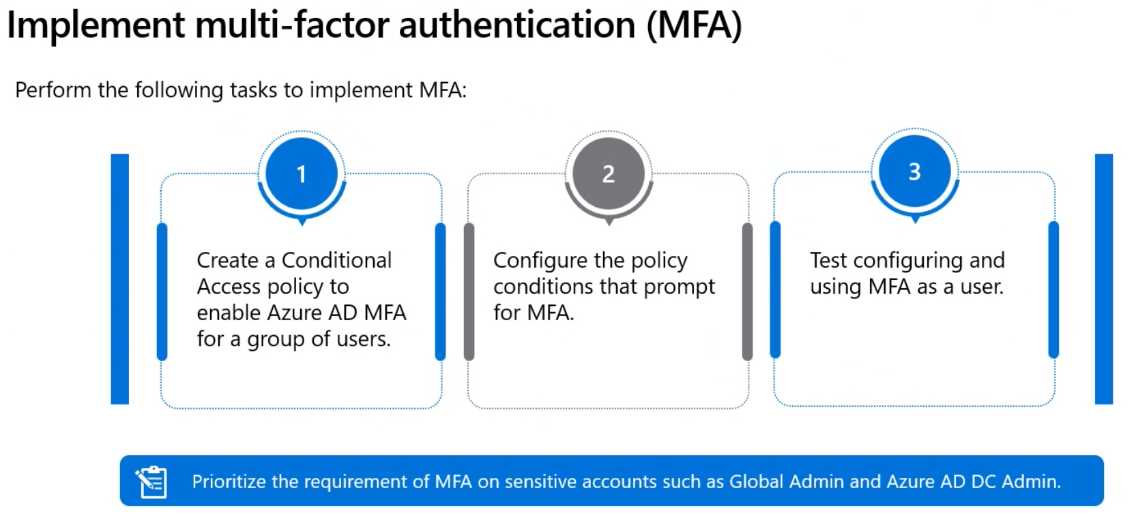 Implement multi-factor authentication (MFA)
Perform the following tasks to implement MFA:
1
Create a Conditional
Access policy to
enable Azure AD MFA
for a group of users.
2
Configure the policy
conditions that prompt
for MFA.
3
Test configuring and
using MFA as a user.
Prioritize the requirement of MFA on sensitive accounts such as Global Admin and Azure AD DC Admin.